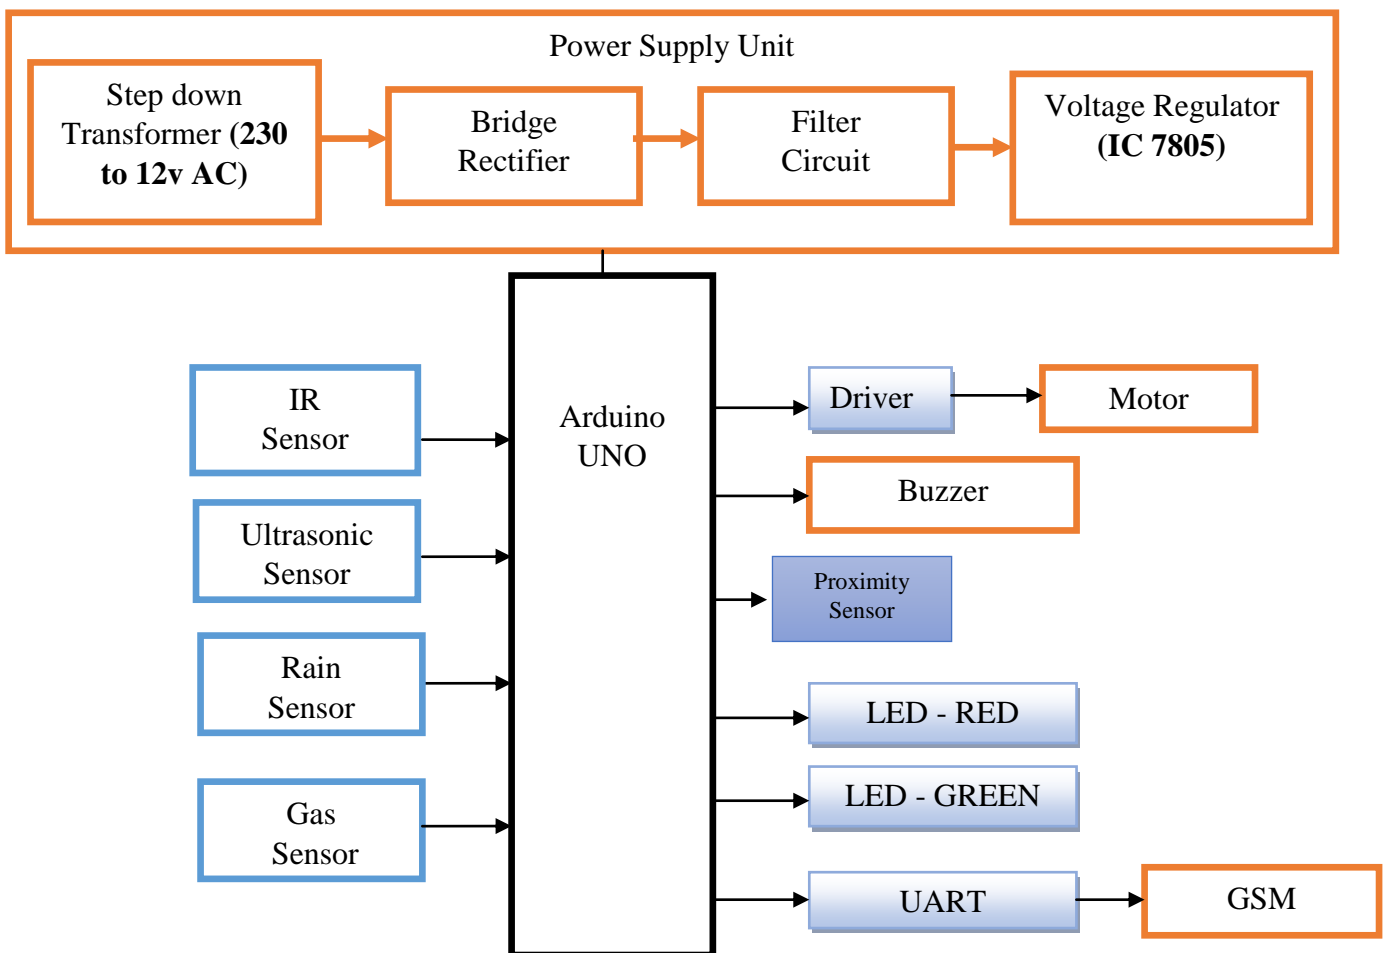 Power Supply Unit
Step down
Transformer (230
to 12v AC)
Bridge
Rectifier
Filter
Circuit
Voltage Regulator
(IC 7805)
IR
Sensor
Ultrasonic
Sensor
Rain
Sensor
Gas
Sensor
Arduino
UNO
Driver
Motor
Buzzer
Proximity
Sensor
LED - RED
LED - GREEN
UART
GSM